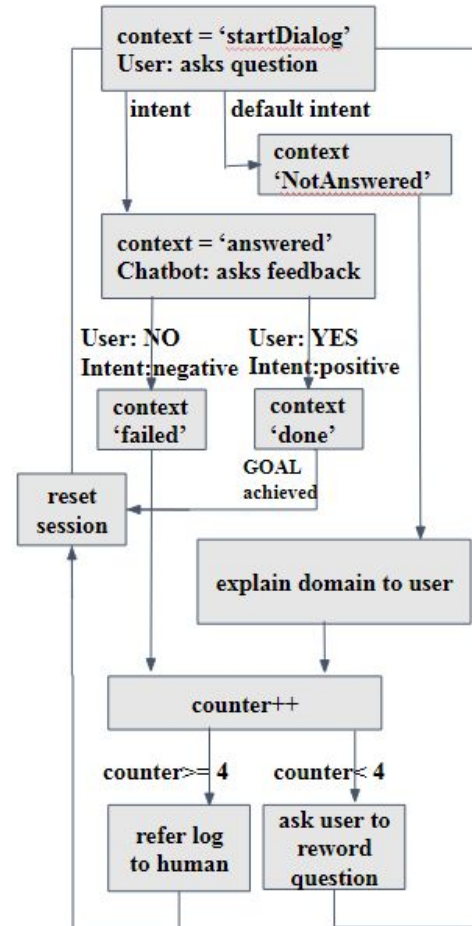 context = ‘startDialog’
User: asks question
intent
default intent
context
‘NotAnswered’
context = ‘answered’
Chatbot: asks feedback
User: NO
Intent:negative
User: YES
Intent:positive
context
‘failed’
context
‘done’
GOAL
achieved
reset
session
explain domain to user
counter++
counter>= 4
counter< 4
refer log
to human
ask user to
reword
question